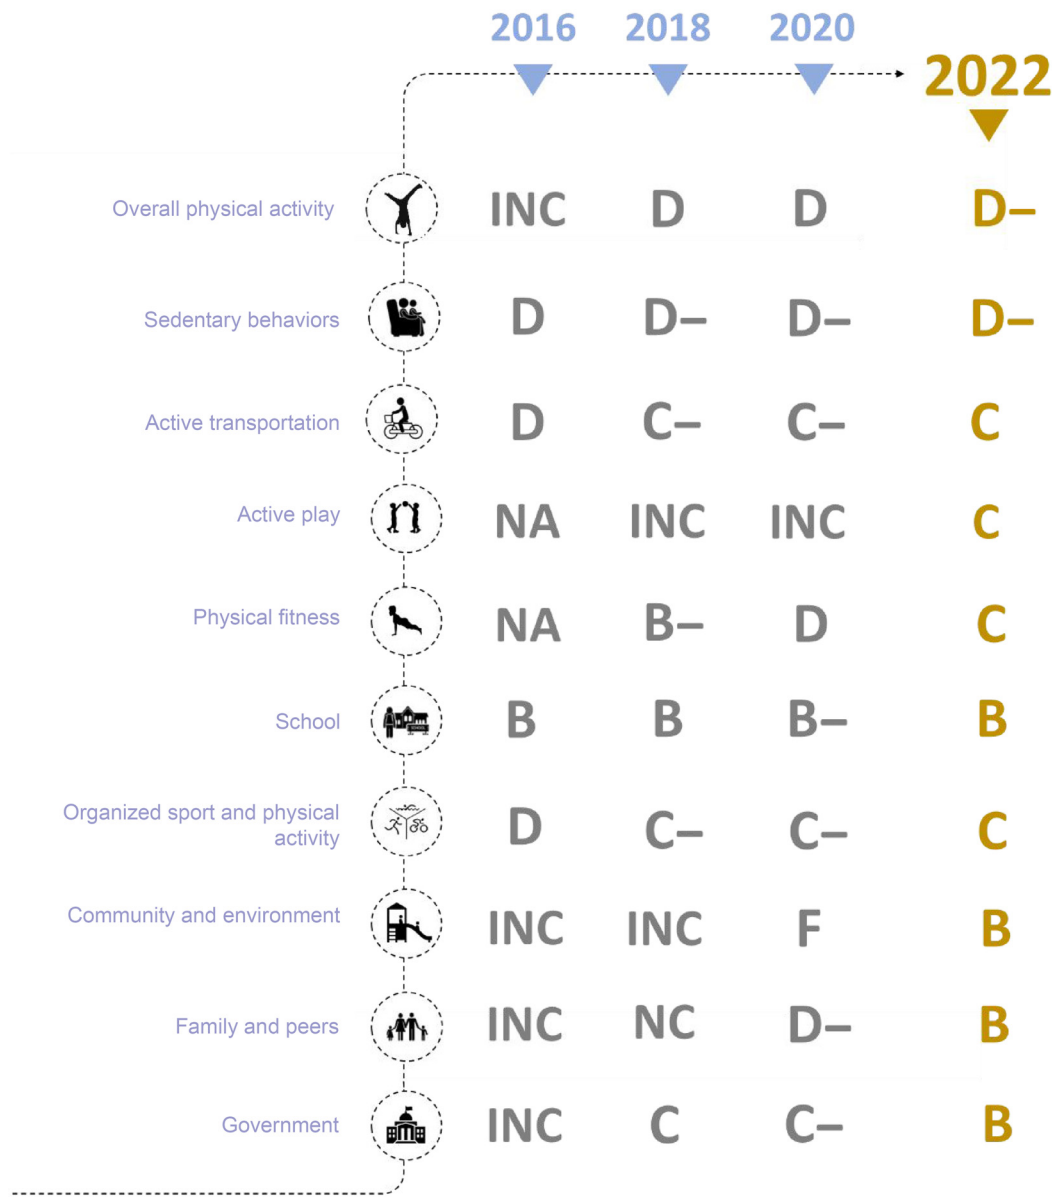 2016 2018 2020
2022
Overall physical activity INC D D D–
Sedentary behaviors D D– D– D–
Active transportation D C– C– C
Active play NA INC INC C
Physical fitness NA B– D C
School B B B– B
Organized sport and physical
activity D C– C– C
Community and environment INC INC F B
Family and peers INC NC D– B
Government INC C C– B